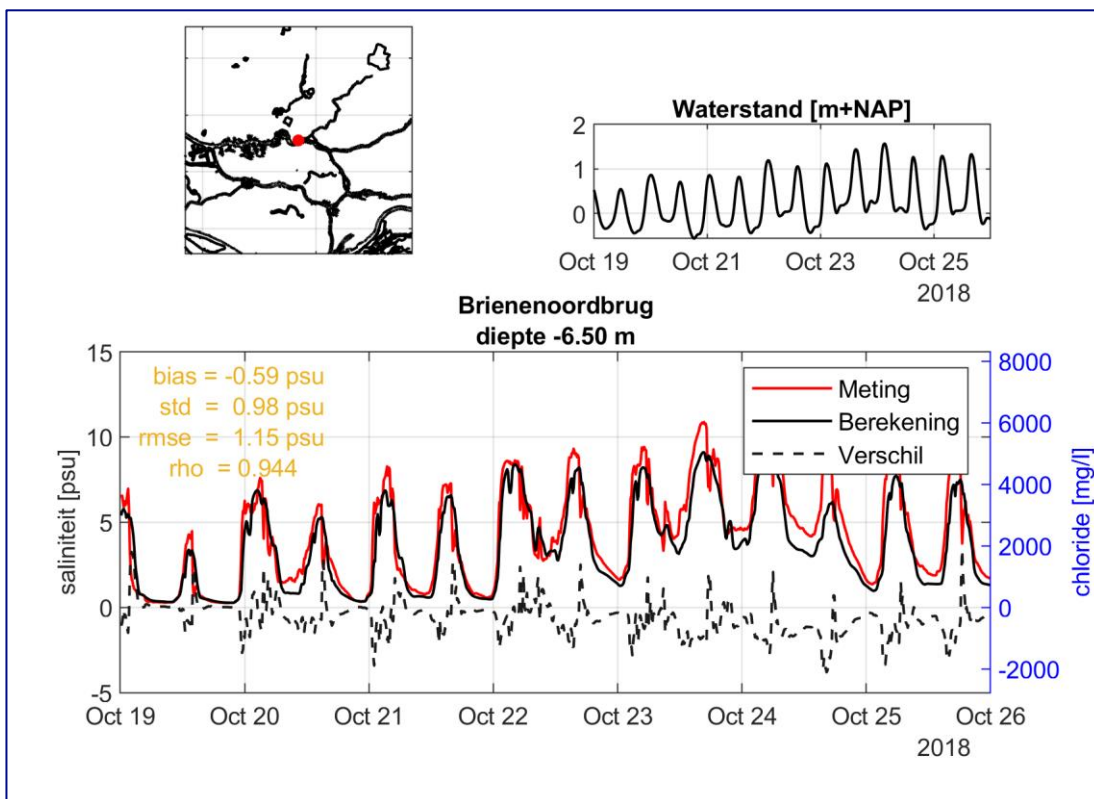 Waterstand [m+NAP]
2
1
0
Oct 19 Oct 21 Oct 23 Oct 25
2018
Brienenoordbrug
diepte -6.50 m
15
10
5
0
-5
saliniteit [psu]
bias = -0.59 psu
std = 0.98 psu
rmse = 1.15 psu
rho = 0.944
Meting
Berekening
Verschil
8000
6000
4000
2000
0
-2000
chloride [mg/l]
Oct 19 Oct 20 Oct 21 Oct 22 Oct 23 Oct 24 Oct 25 Oct 26
2018